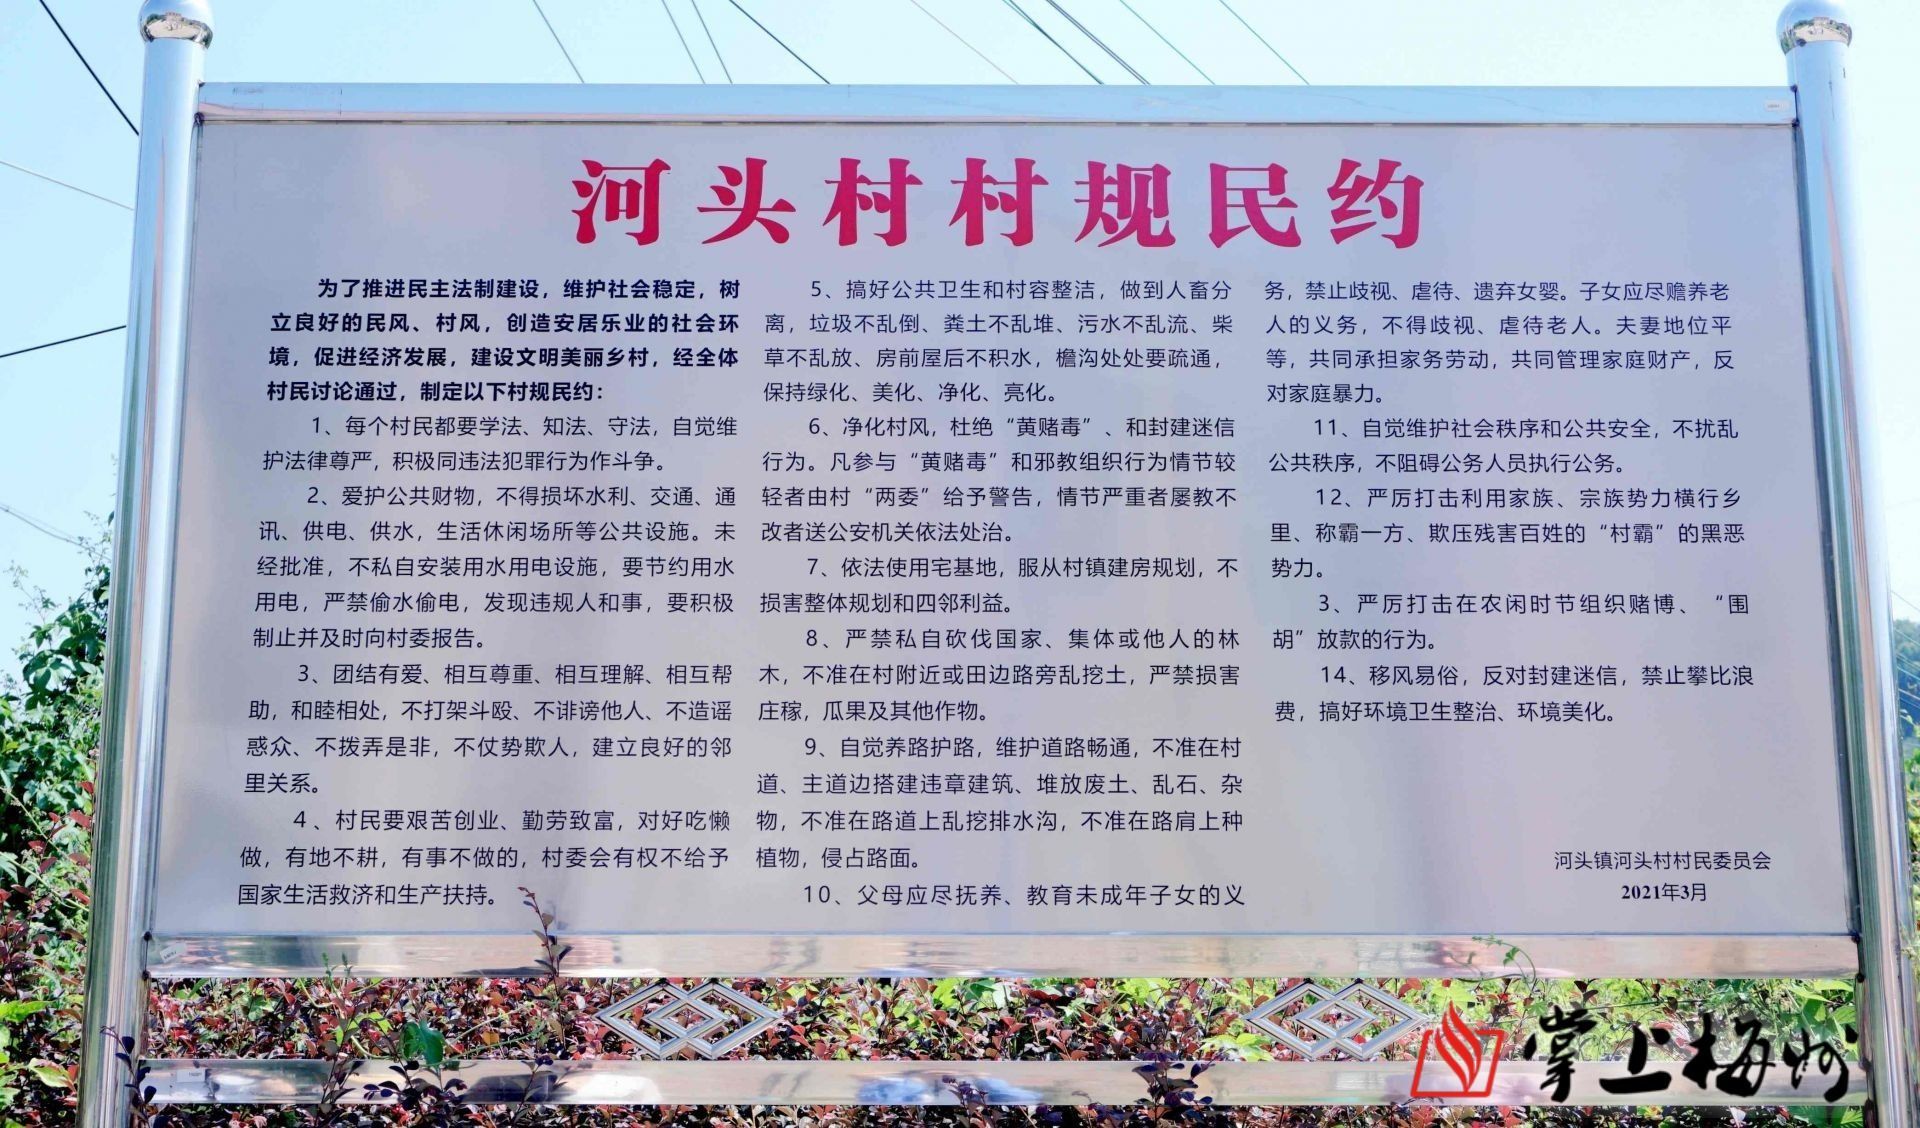 河头村村规民约
为了推进民主法制建设，维护社会稳定，树
立良好的民风、村风，创造安居乐业的社会环
境，促进经济发展，建设文明美丽乡村，经全体
村民讨论通过，制定以下村规民约：
1、每个村民都要学法、知法、守法，自觉维
护法律尊严，积极同违法犯罪行为作斗争。
2、爱护公共财物，不得损坏水利、交通、通
讯、供电、供水，生活休闲场所等公共设施。未
经批准，不私自安装用水用电设施，要节约用水
用电，严禁偷水偷电，发现违规人和事，要积极
制止并及时向村委报告。
3、团结有爱、相互尊重、相互理解、相互帮
助，和睦相处，不打架斗殴、不诽谤他人、不造谣
惑众、不拨弄是非，不仗势欺人，建立良好的邻
里关系。
4、村民要艰苦创业、勤劳致富，对好吃懒
做，有地不耕，有事不做的，村委会有权不给予
国家生活救济和生产扶持。
5、搞好公共卫生和村容整洁，做到人畜分
离，垃圾不乱倒、粪土不乱堆、污水不乱流、柴
草不乱放、房前屋后不积水，檐沟处处要疏通，
保持绿化、美化、净化、亮化。
6、净化村风，杜绝“黄赌毒”、和封建迷信
行为。凡参与“黄赌毒”和邪教组织行为情节较
轻者由村“两委”给予警告，情节严重者屡教不
改者送公安机关依法处治。
7、依法使用宅基地，服从村镇建房规划，不
损害整体规划和四邻利益。
8、严禁私自砍伐国家、集体或他人的林
木，不准在村附近或田边路旁乱挖土，严禁损害
庄稼，瓜果及其他作物。
9、自觉养路护路，维护道路畅通，不准在村
道、主道边搭建违章建筑、堆放废土、乱石、杂
物，不准在路道上乱挖排水沟，不准在路肩上种
植物，侵占路面。
10、父母应尽抚养、教育未成年子女的义
务，禁止歧视、虐待、遗弃女婴。子女应尽赡养老
人的义务，不得歧视、虐待老人。夫妻地位平
等，共同承担家务劳动，共同管理家庭财产，反
对家庭暴力。
11、自觉维护社会秩序和公共安全，不扰乱
公共秩序，不阻碍公务人员执行公务。
12、严厉打击利用家族、宗族势力横行乡
里、称霸一方、欺压残害百姓的“村霸”的黑恶
势力。
3、严厉打击在农闲时节组织赌博、“围
胡”放款的行为。
14、移风易俗，反对封建迷信，禁止攀比浪
费，搞好环境卫生整治、环境美化。
河头镇河头村村民委员会
2021年3月
掌上梅州